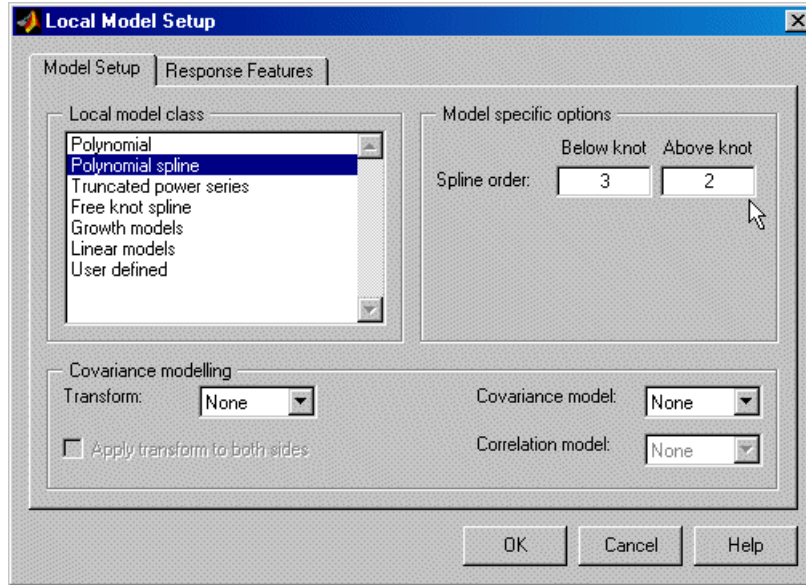 Local Model Setup
Model Setup
Response Features
Local model class
Polynomial
Polynomial spline
Truncated power series
Free knot spline
Growth models
Linear models
User defined
Model specific options
Below knot Above knot
Spline order: 3 2
Covariance modelling
Transform: None
Apply transform to both sides
Covariance model: None
Correlation model: None
OK Cancel Help